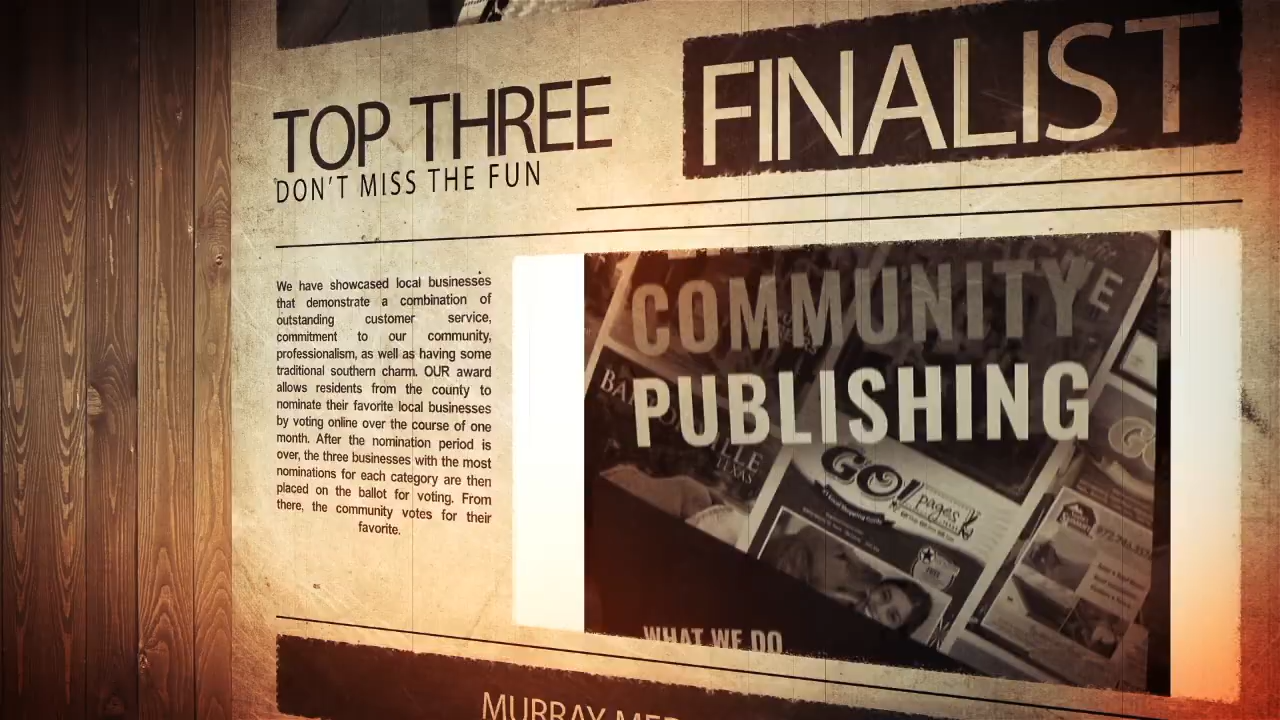 TOP THREE
DON'T MISS THE FUN
FINALIST
We have showcased local businesses
that demonstrate a combination of
outstanding customer service,
commitment to our community,
professionalism, as well as having some
traditional southern charm. OUR award
allows residents from the county to
nominate their favorite local businesses
by voting online over the course of one
month. After the nomination period is
over, the three businesses with the most
nominations for each category are then
placed on the ballot for voting. From
there, the community votes for their
favorite.
COMMUNITY
PUBLISHING
TEXAS
GO! pages
WHAT WE DO
MURRAY